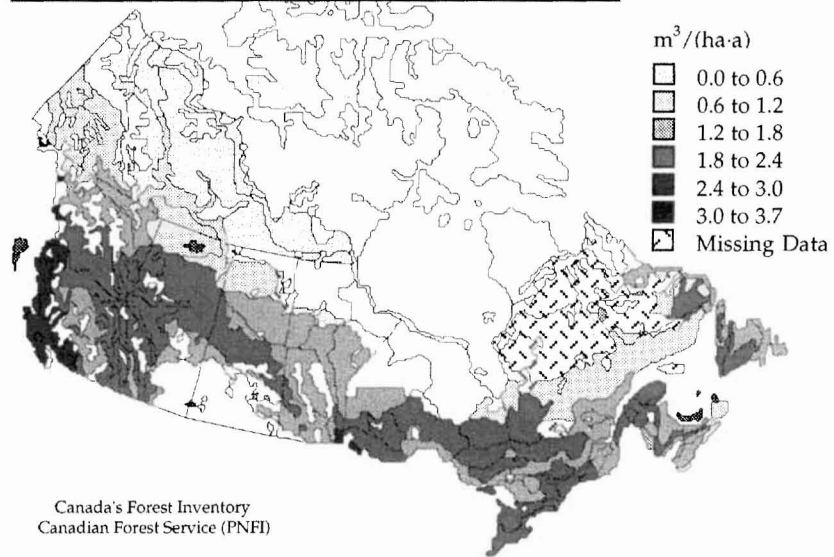 m³/(ha·a)
0.0 to 0.6
0.6 to 1.2
1.2 to 1.8
1.8 to 2.4
2.4 to 3.0
3.0 to 3.7
Missing Data
Canada's Forest Inventory
Canadian Forest Service (PNFI)